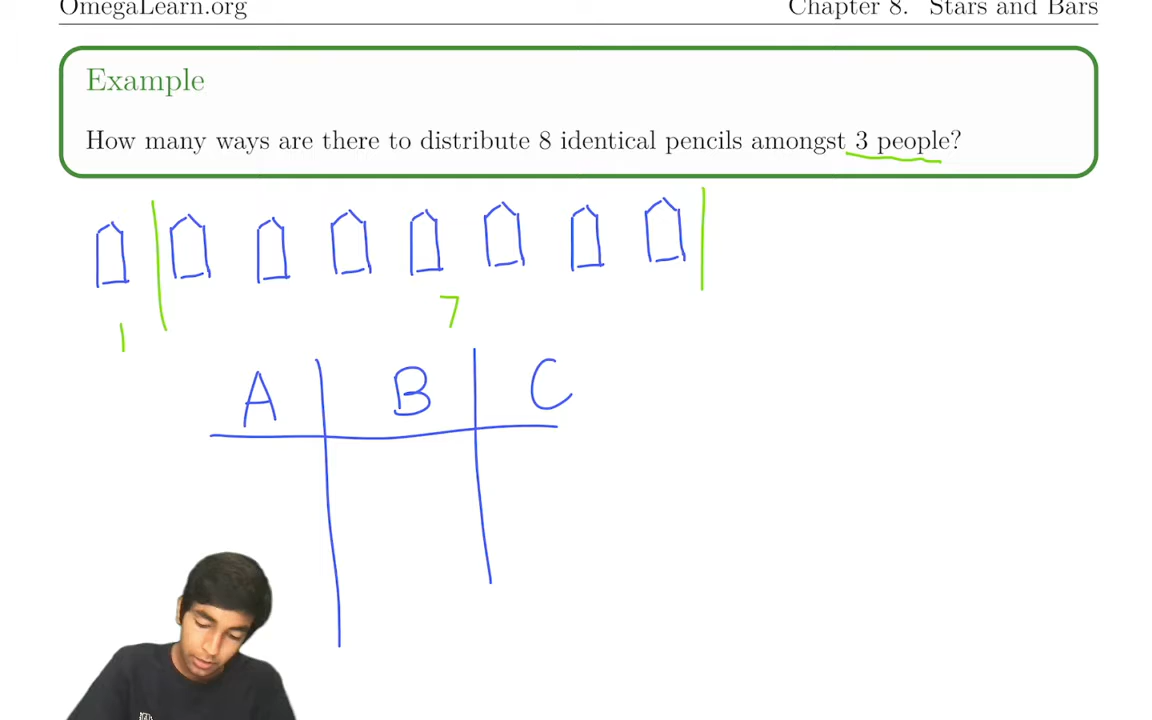 OmegaLearn.org Chapter 8. Stars and Bars
Example
How many ways are there to distribute 8 identical pencils amongst 3 people?
1 7
A B C